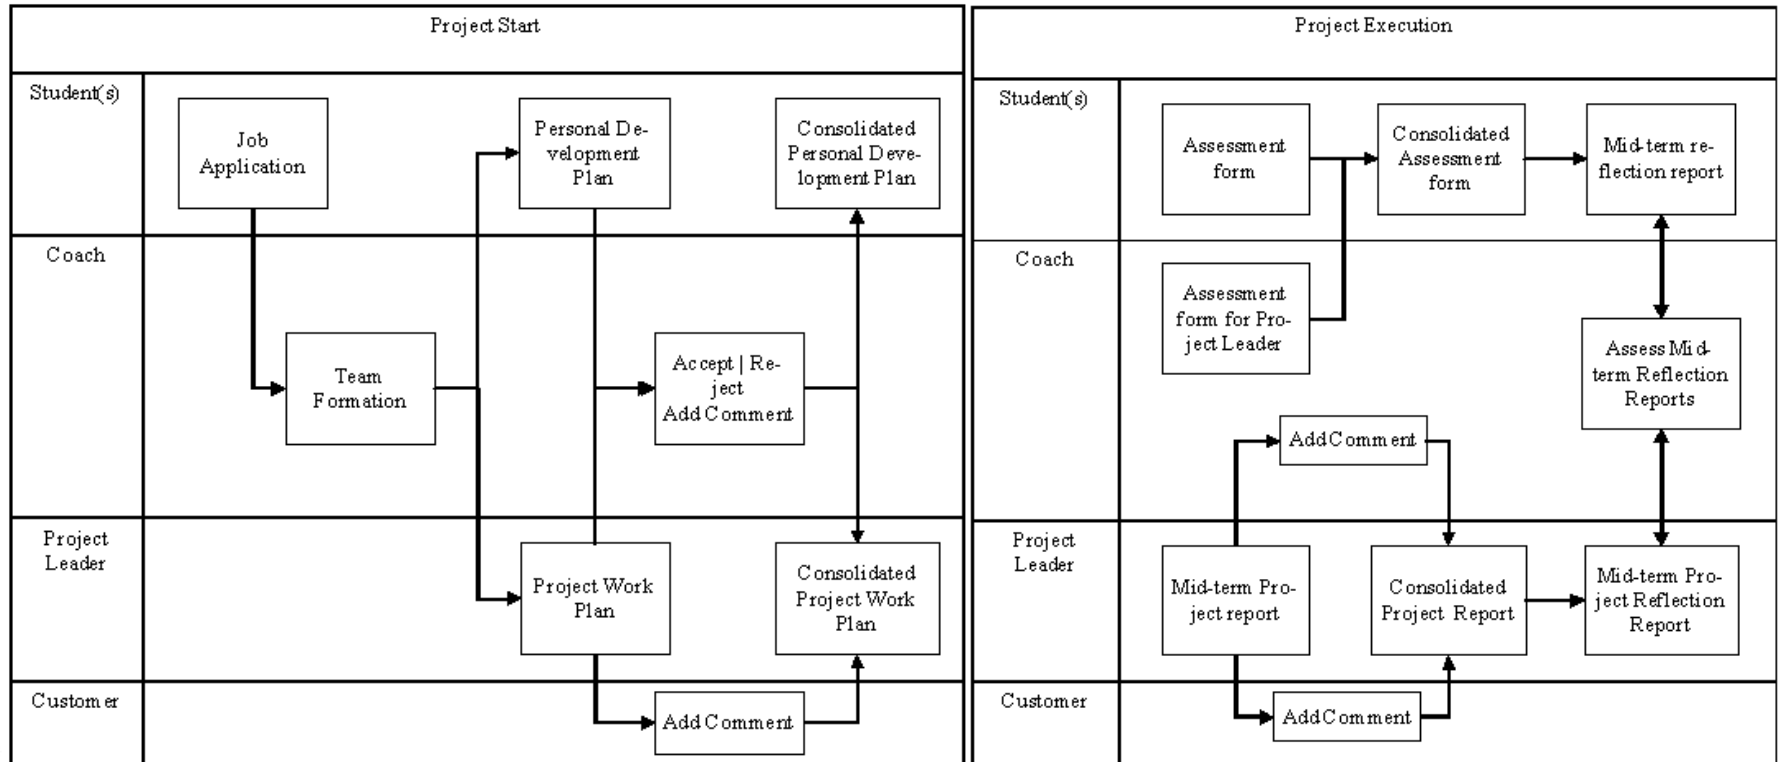 Project Start
Student(s)
Job
Application
Personal De-
velopment
Plan
Consolidated
Personal Deve-
lopment Plan
Coach
Team
Formation
Accept | Re-
ject
Add Comment
Project
Leader
Project Work
Plan
Consolidated
Project Work
Plan
Customer
Add Comment
Project Execution
Student(s)
Assessment
form
Consolidated
Assessment
form
Mid-term re-
flection report
Coach
Assessment
form for Pro-
ject Leader
Assess Mid-
term Reflection
Reports
Add Comment
Project
Leader
Mid-term Pro-
ject report
Consolidated
Project Report
Mid-term Pro-
ject Reflection
Report
Customer
Add Comment